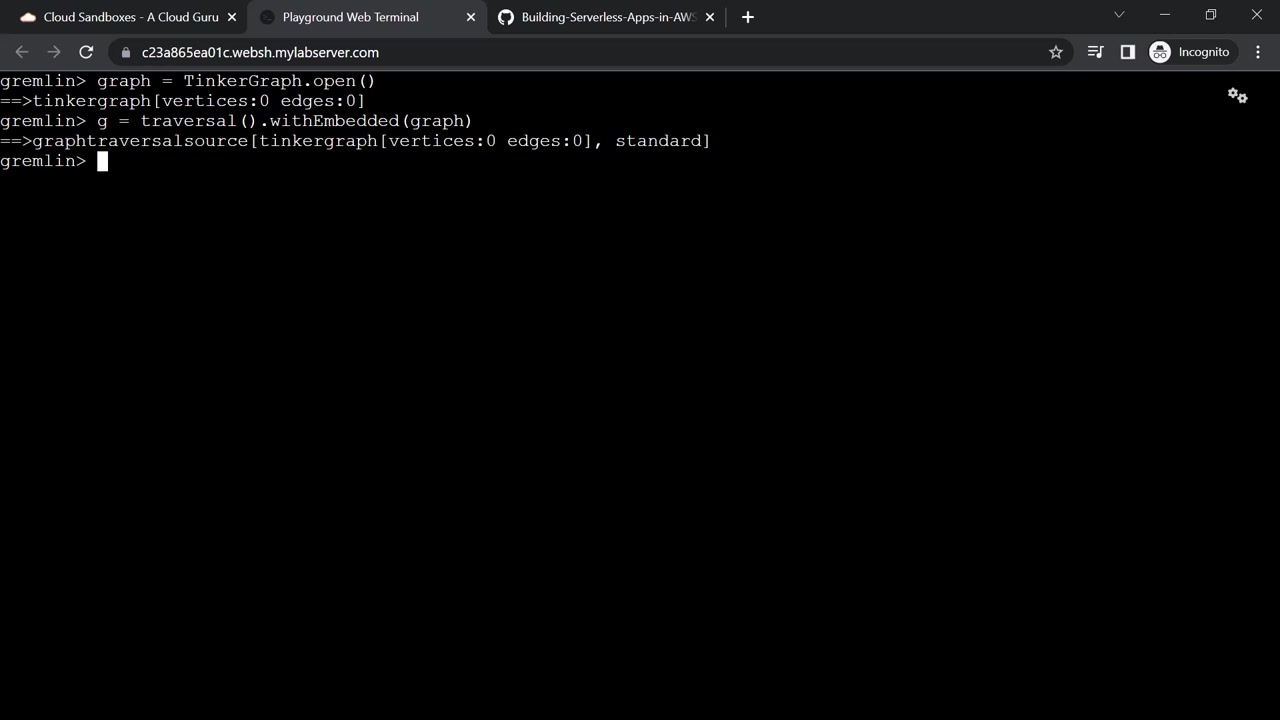 Cloud Sandboxes - A Cloud Guru
Playground Web Terminal
Building-Serverless-Apps-in-AWS
c23a865ea01c.websh.mylabserver.com
Incognito
gremlin> graph = TinkerGraph.open()
==>tinkergraph[vertices:0 edges:0]
gremlin> g = traversal().withEmbedded(graph)
==>graphtraversalsource[tinkergraph[vertices:0 edges:0], standard]
gremlin>